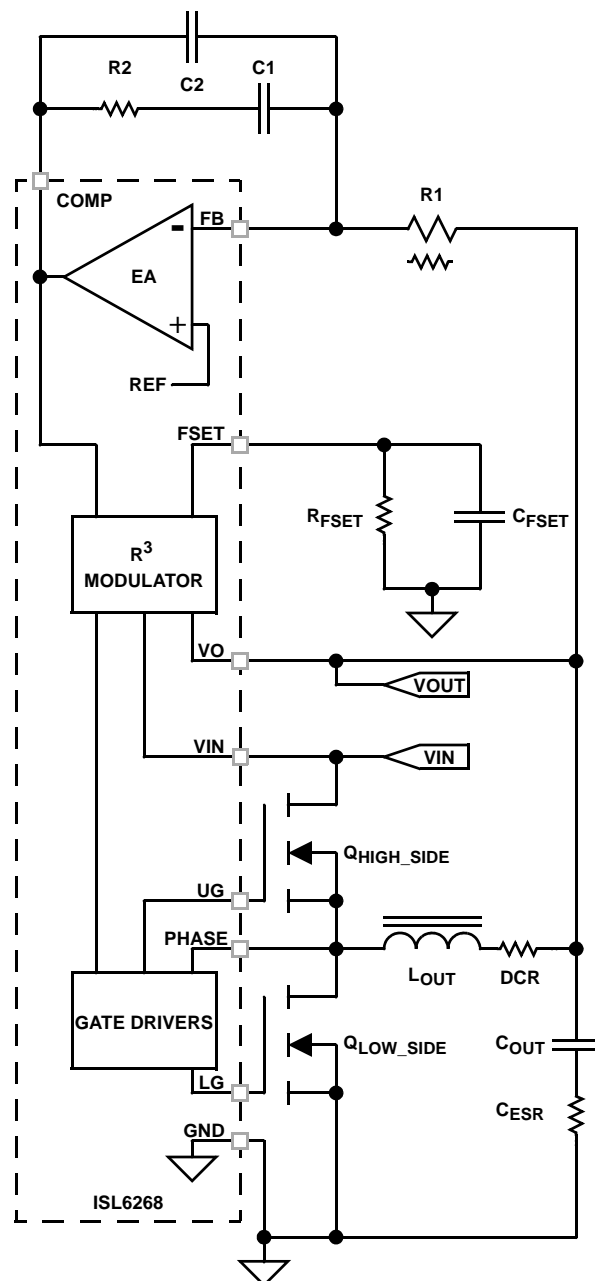 R2
C2
C1
COMP
FB
R1
EA
REF
FSET
RFSET
CFSET
R3
MODULATOR
VO
VOUT
VIN
VIN
QHIGH_SIDE
UG
PHASE
LOUT
DCR
GATE DRIVERS
QLOW_SIDE
COUT
LG
CESR
GND
ISL6268